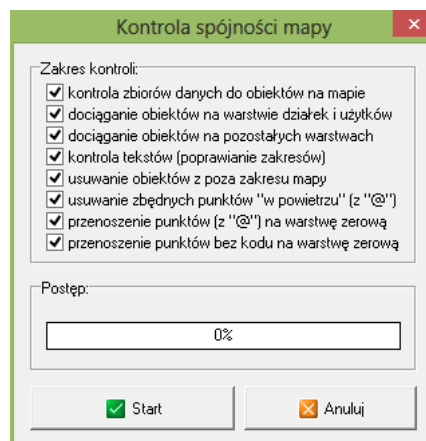 Kontrola spójności mapy
Zakres kontroli:
kontrola zbiorów danych do obiektów na mapie
dociąganie obiektów na warstwie działek i użytków
dociąganie obiektów na pozostałych warstwach
kontrola tekstów (poprawianie zakresów)
usuwanie obiektów z poza zakresu mapy
usuwanie zbędnych punktów "w powietrzu" (z "@")
przenoszenie punktów (z "@") na warstwę zerową
przenoszenie punktów bez kodu na warstwę zerową
Postęp:
0%
Start
Anuluj